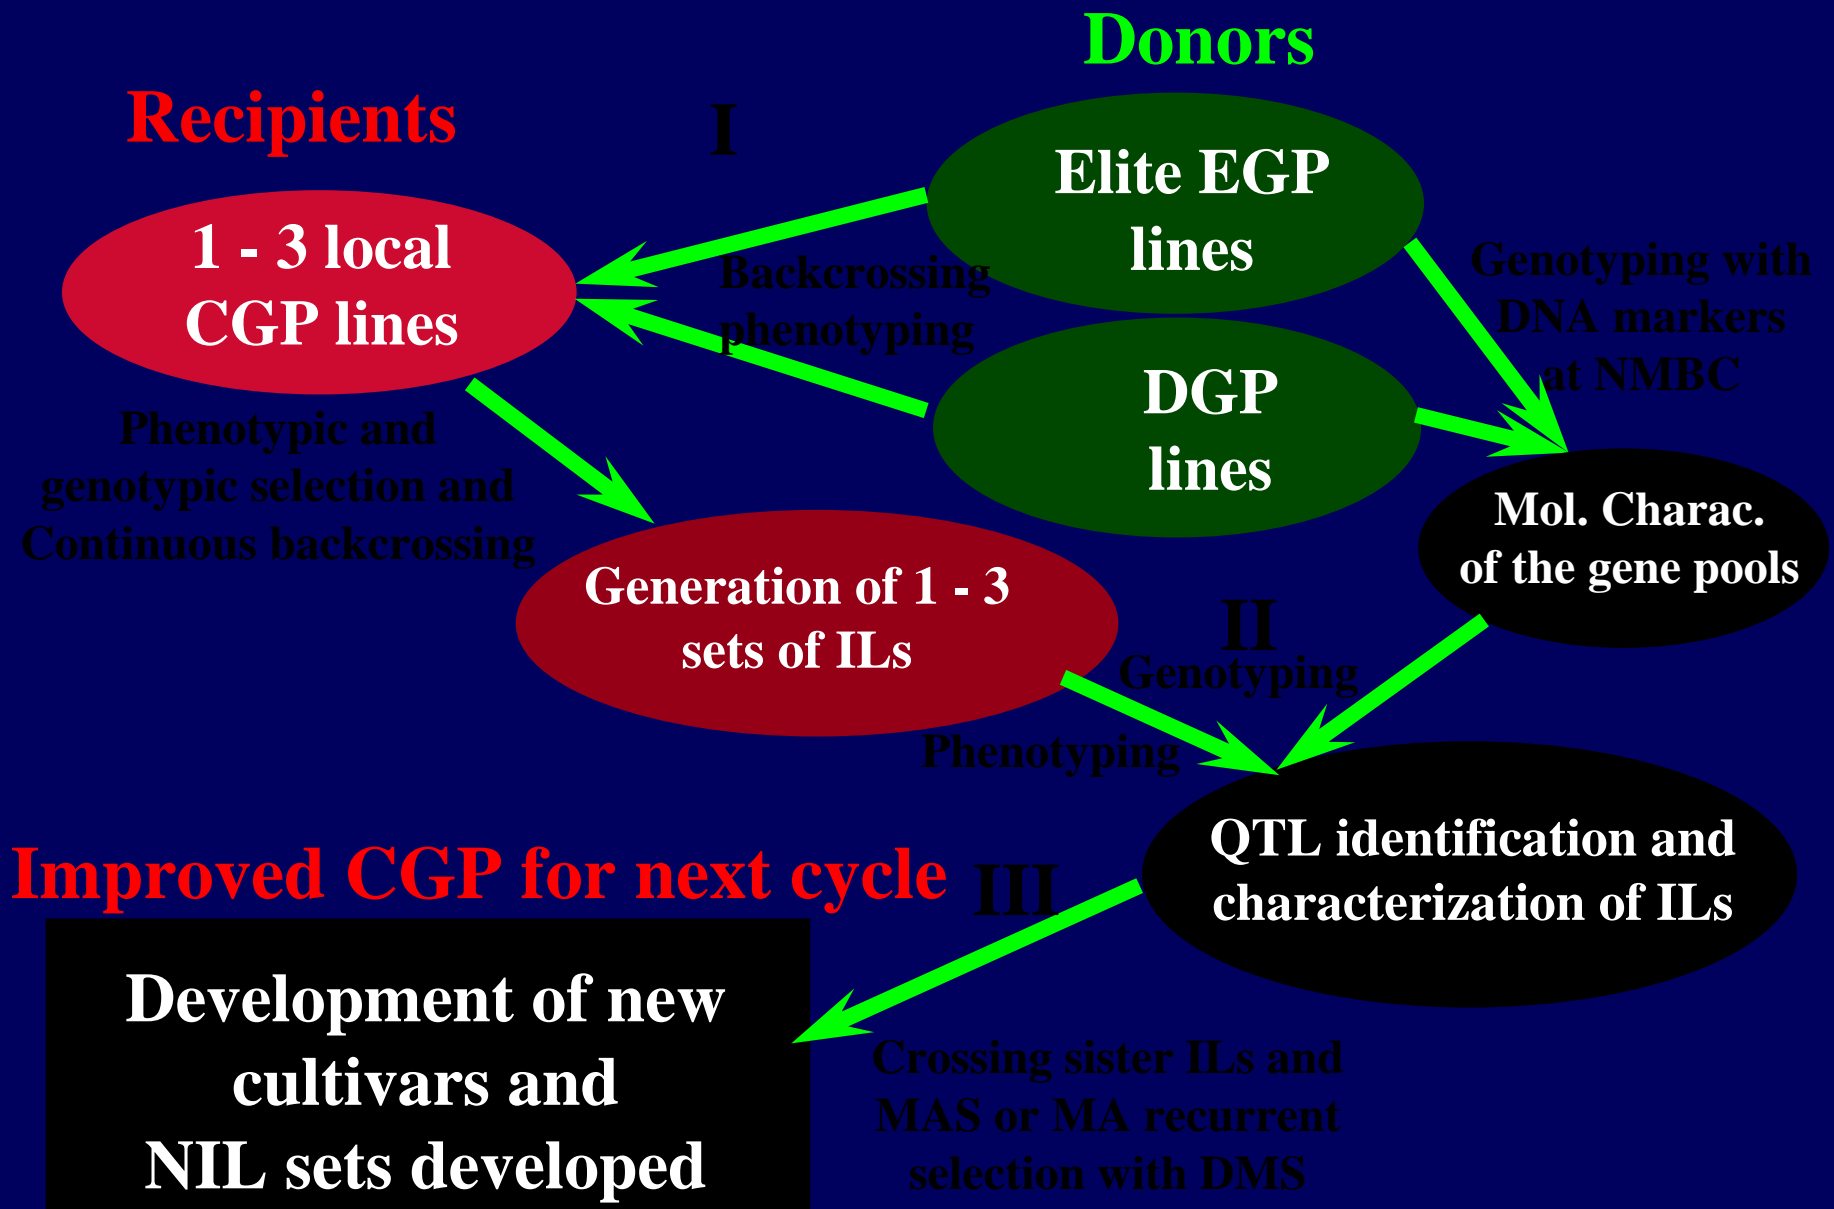 Donors
Recipients
I
Elite EGP
lines
1 - 3 local
CGP lines
Backcrossing
phenotyping
Genotyping with
DNA markers
at NMBC
DGP
lines
Phenotypic and
genotypic selection and
Continuous backcrossing
Mol. Charac.
of the gene pools
Generation of 1 - 3
sets of ILs
II
Genotyping
Phenotyping
QTL identification and
characterization of ILs
Improved CGP for next cycle
III
Development of new
cultivars and
NIL sets developed
Crossing sister ILs and
MAS or MA recurrent
selection with DMS